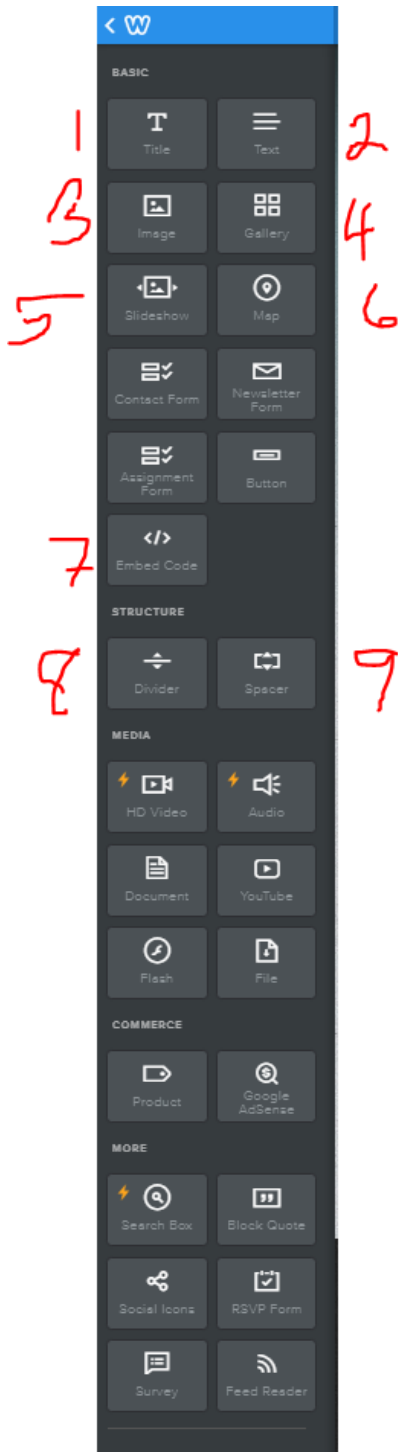 BASIC
1 Title Text 2
3 Image Gallery 4
5 Slideshow Map 6
Contact Form Newsletter Form
Assignment Form Button
7 </> Embed Code
STRUCTURE
8 Divider Spacer 9
MEDIA
HD Video Audio
Document YouTube
Flash File
COMMERCE
Product Google AdSense
MORE
Search Box Block Quote
Social Icons RSVP Form
Survey Feed Reader